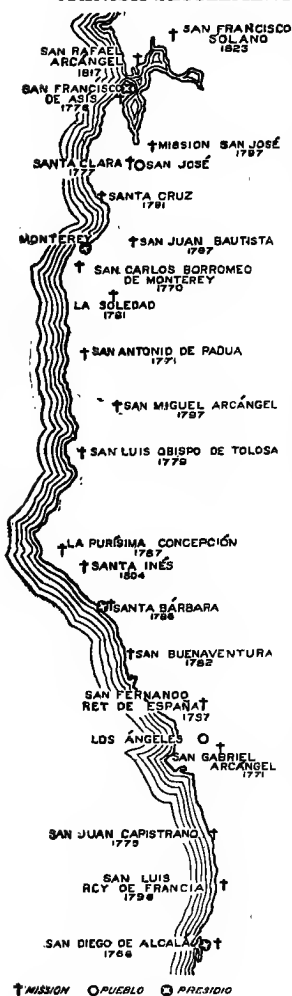 SAN FRANCISCO
SOLANO
1823
SAN RAFAEL
ARCÁNGEL
1817
SAN FRANCISCO
DE ASIS
1776
MISSION SAN JOSÉ
1797
SANTA CLARA
1777
SAN JOSÉ
SANTA CRUZ
1791
MONTEREY
SAN JUAN BAUTISTA
1797
SAN CARLOS BORROMEO
DE MONTEREY
1770
LA SOLEDAD
1791
SAN ANTONIO DE PADUA
1771
SAN MIGUEL ARCÁNGEL
1797
SAN LUIS OBISPO DE TOLOSA
1772
LA PURÍSIMA CONCEPCIÓN
1787
SANTA INÉS
1804
SANTA BÁRBARA
1786
SAN BUENAVENTURA
1782
SAN FERNANDO
REY DE ESPAÑA
1797
LOS ÁNGELES
SAN GABRIEL
ARCÁNGEL
1771
SAN JUAN CAPISTRANO
1775
SAN LUIS
REY DE FRANCIA
1798
SAN DIEGO DE ALCALÁ
1768
MISSION PUEBLO PRESIDIO